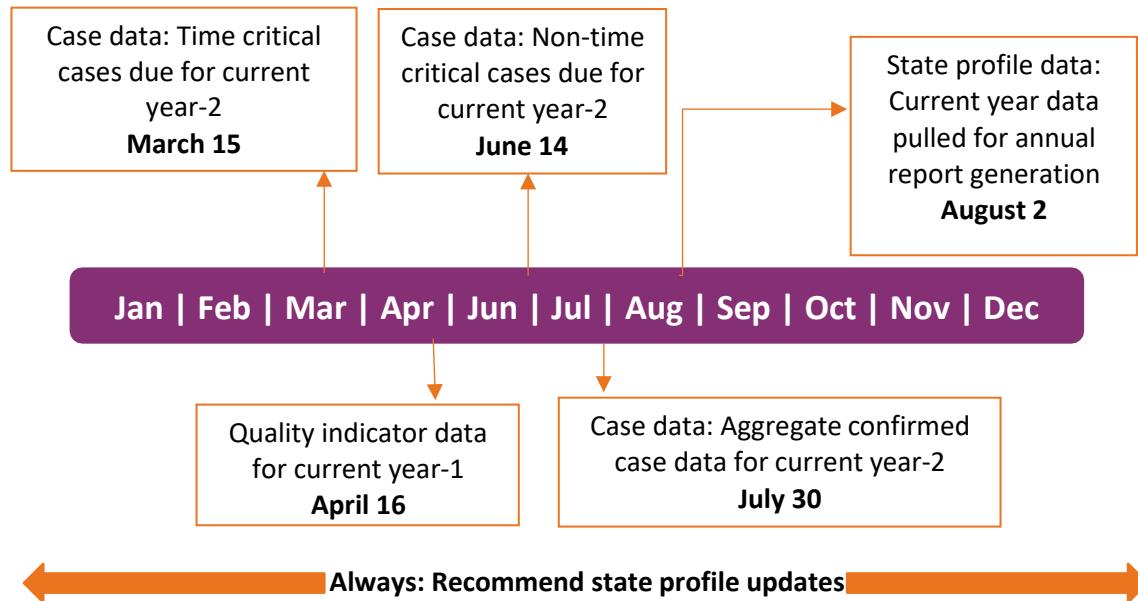 Case data: Time critical
cases due for current
year-2
March 15
Case data: Non-time
critical cases due for
current year-2
June 14
State profile data:
Current year data
pulled for annual
report generation
August 2
Jan | Feb | Mar | Apr | Jun | Jul | Aug | Sep | Oct | Nov | Dec
Quality indicator data
for current year-1
April 16
Case data: Aggregate confirmed
case data for current year-2
July 30
Always: Recommend state profile updates